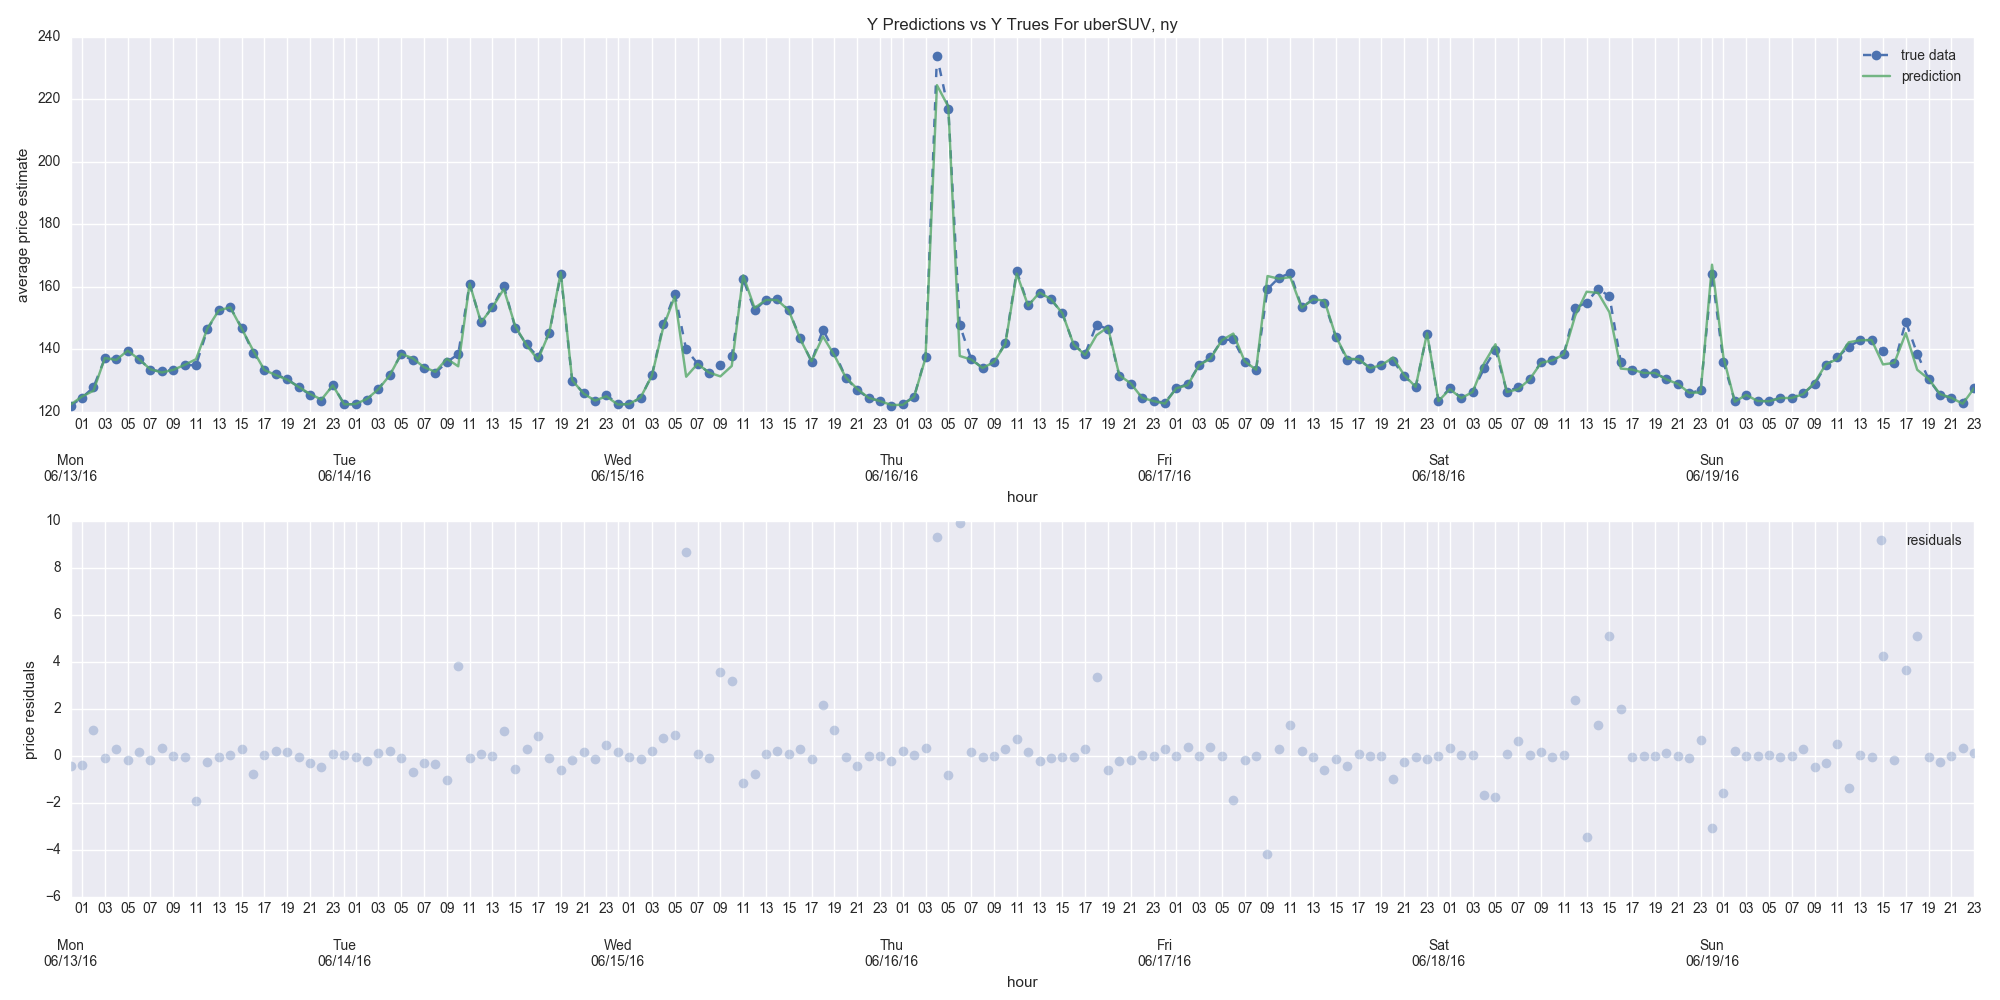 Y Predictions vs Y Trues For uberSUV, ny
240
220
200
180
160
140
120
average price estimate
true data
prediction
01 03 05 07 09 11 13 15 17 19 21 23 01 03 05 07 09 11 13 15 17 19 21 23 01 03 05 07 09 11 13 15 17 19 21 23 01 03 05 07 09 11 13 15 17 19 21 23 01 03 05 07 09 11 13 15 17 19 21 23 01 03 05 07 09 11 13 15 17 19 21 23 01 03 05 07 09 11 13 15 17 19 21 23
Mon Tue Wed Thu Fri Sat Sun
06/13/16 06/14/16 06/15/16 06/16/16 06/17/16 06/18/16 06/19/16
hour
10
8
6
4
2
0
−2
−4
−6
price residuals
residuals
01 03 05 07 09 11 13 15 17 19 21 23 01 03 05 07 09 11 13 15 17 19 21 23 01 03 05 07 09 11 13 15 17 19 21 23 01 03 05 07 09 11 13 15 17 19 21 23 01 03 05 07 09 11 13 15 17 19 21 23 01 03 05 07 09 11 13 15 17 19 21 23 01 03 05 07 09 11 13 15 17 19 21 23
Mon Tue Wed Thu Fri Sat Sun
06/13/16 06/14/16 06/15/16 06/16/16 06/17/16 06/18/16 06/19/16
hour